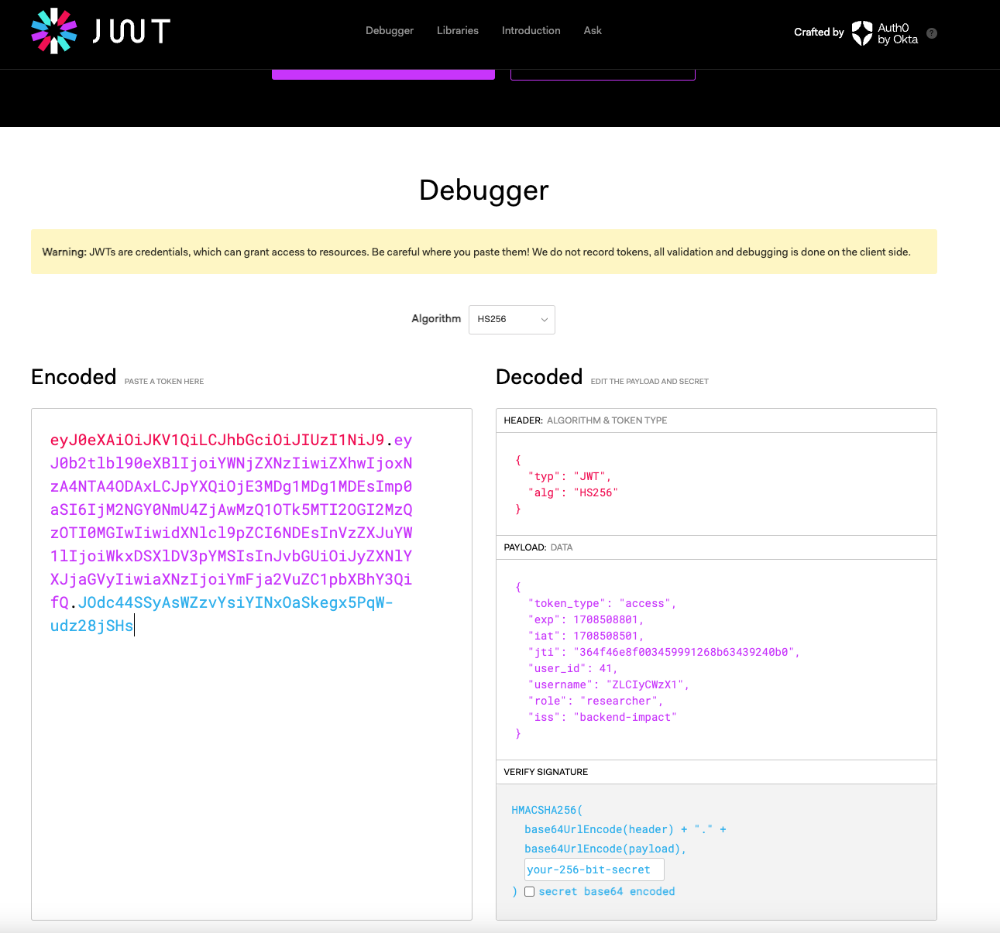 JWT
Debugger Libraries Introduction Ask
Crafted by Auth0 by Okta ?
Debugger
Warning: JWTs are credentials, which can grant access to resources. Be careful where you paste them! We do not record tokens, all validation and debugging is done on the client side.
Algorithm HS256
Encoded PASTE A TOKEN HERE
eyJ0eXAiOiJKV1QiLCJhbGciOiJIUzI1NiJ9.ey
J0b2tlbl90eXBlIjoiYWNjZXNzIiwiZXhwIjoxN
zA4NTA4ODAxLCJpYXQiOjE3MDg1MDg1MDEsImp0
aSI6IjM2NGY0NmU4ZjAwMzQ1OTk5MTI2OGI2MzQ
zOTI0MGIwIiwidXNlcl9pZCI6NDEsInVzZXJuYW
1lIjoiWkxDSXlDV3pYMSIsInJvbGUiOiJyZXNlY
XJjaGVyIiwiaXNzIjoiYmFja2VuZC1pbXBhY3Qi
fQ.JOdc44SSyAsWZzvYsiYINxOaSkegx5PqW-
udz28jSHs
Decoded EDIT THE PAYLOAD AND SECRET
HEADER: ALGORITHM & TOKEN TYPE
{
"typ": "JWT",
"alg": "HS256"
}
PAYLOAD: DATA
{
"token_type": "access",
"exp": 1708508801,
"iat": 1708508501,
"jti": "364f46e8f003459991268b63439240b0",
"user_id": 41,
"username": "ZLCIyCWzX1",
"role": "researcher",
"iss": "backend-impact"
}
VERIFY SIGNATURE
HMACSHA256(
base64UrlEncode(header) + "." +
base64UrlEncode(payload),
your-256-bit-secret
) secret base64 encoded